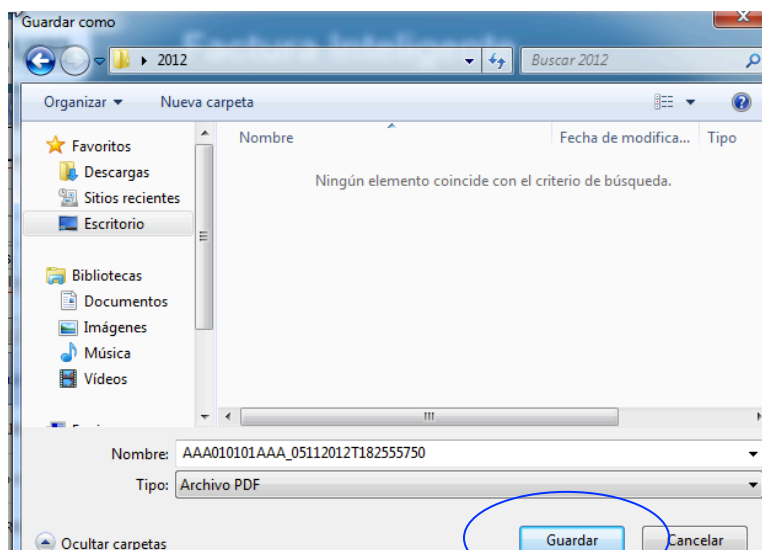 Guardar como
Factura Inteligente
2012
Buscar 2012
Organizar
Nueva carpeta
Nombre
Fecha de modifica...
Tipo
Ningún elemento coincide con el criterio de búsqueda.
Favoritos
Descargas
Sitios recientes
Escritorio
Bibliotecas
Documentos
Imágenes
Música
Vídeos
Nombre: AAA010101AAA_05112012T182555750
Tipo: Archivo PDF
Ocultar carpetas
Guardar
Cancelar